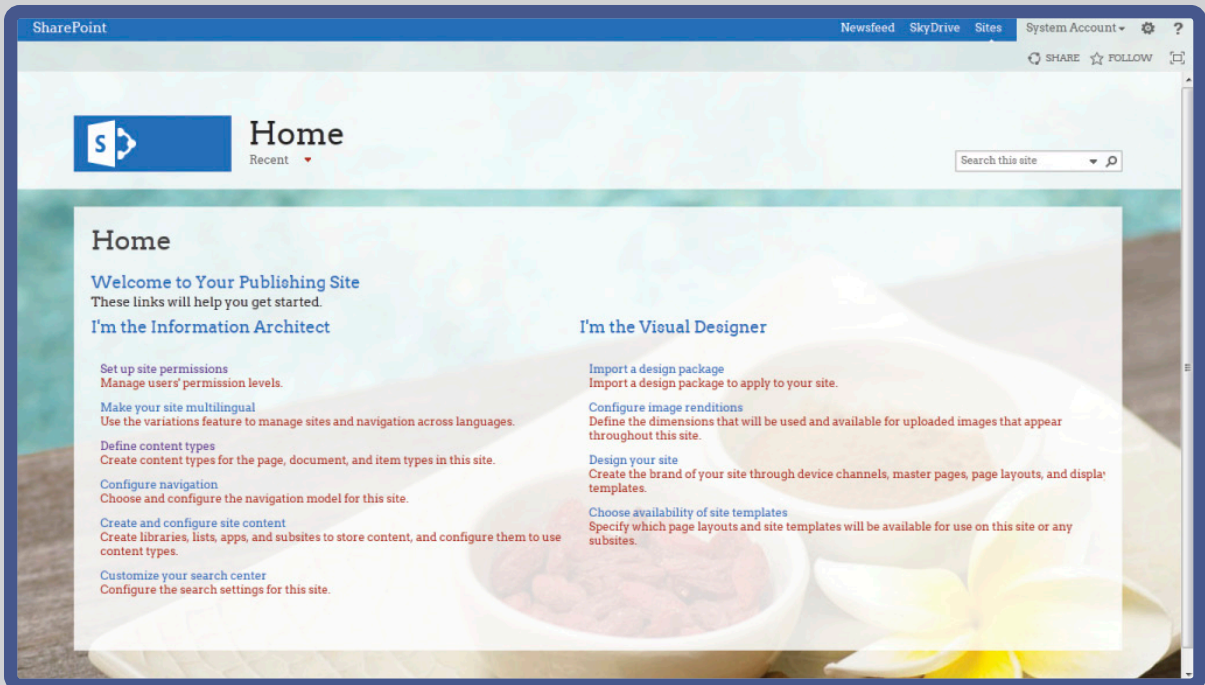 SharePoint
Newsfeed SkyDrive Sites System Account ?
SHARE FOLLOW
S
Home
Recent
Search this site
Home
Welcome to Your Publishing Site
These links will help you get started.
I'm the Information Architect
Set up site permissions
Manage users' permission levels.
Make your site multilingual
Use the variations feature to manage sites and navigation across languages.
Define content types
Create content types for the page, document, and item types in this site.
Configure navigation
Choose and configure the navigation model for this site.
Create and configure site content
Create libraries, lists, apps, and subsites to store content, and configure them to use
content types.
Customize your search center
Configure the search settings for this site.
I'm the Visual Designer
Import a design package
Import a design package to apply to your site.
Configure image renditions
Define the dimensions that will be used and available for uploaded images that appear
throughout this site.
Design your site
Create the brand of your site through device channels, master pages, page layouts, and display
templates.
Choose availability of site templates
Specify which page layouts and site templates will be available for use on this site or any
subsites.